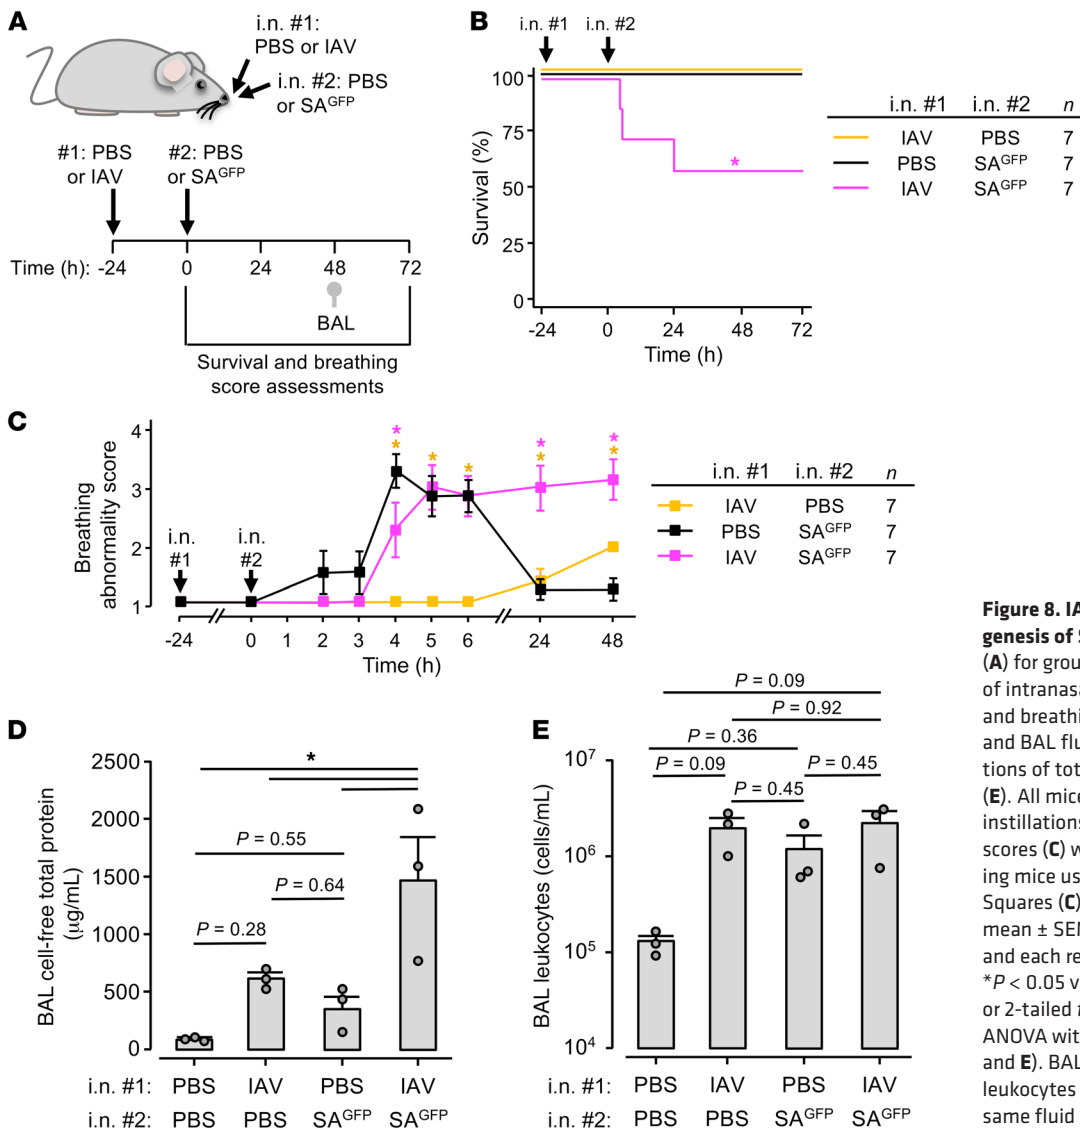 A
i.n. #1:
PBS or IAV
i.n. #2: PBS
or SA^GFP
#1: PBS
or IAV
#2: PBS
or SA^GFP
Time (h): -24 0 24 48 72
BAL
Survival and breathing
score assessments
B
i.n. #1 i.n. #2
100
75
50
25
0
Survival (%)
*
-24 0 24 48 72
Time (h)
i.n. #1 i.n. #2 n
IAV PBS 7
PBS SA^GFP 7
IAV SA^GFP 7
C
Breathing
abnormality score
4
3
2
1
i.n.
#1
i.n.
#2
* * * *
* * * *
-24 0 1 2 3 4 5 6 24 48
Time (h)
i.n. #1 i.n. #2 n
IAV PBS 7
PBS SA^GFP 7
IAV SA^GFP 7
D
BAL cell-free total protein
(µg/mL)
2500
2000
1500
1000
500
0
*
P = 0.55
P = 0.64
P = 0.28
i.n. #1: PBS IAV PBS IAV
i.n. #2: PBS PBS SA^GFP SA^GFP
E
BAL leukocytes (cells/mL)
10^7
10^6
10^5
10^4
P = 0.09
P = 0.92
P = 0.36
P = 0.09
P = 0.45
P = 0.45
i.n. #1: PBS IAV PBS IAV
i.n. #2: PBS PBS SA^GFP SA^GFP
Figure 8. IA
genesis of S
(A) for grou
of intranasa
and breathi
and BAL flu
tions of tot
(E). All mice
instillations
scores (C) w
ing mice us
Squares (C)
mean ± SEM
and each re
*P < 0.05 v
or 2-tailed
ANOVA wit
and E). BAL
leukocytes
same fluid